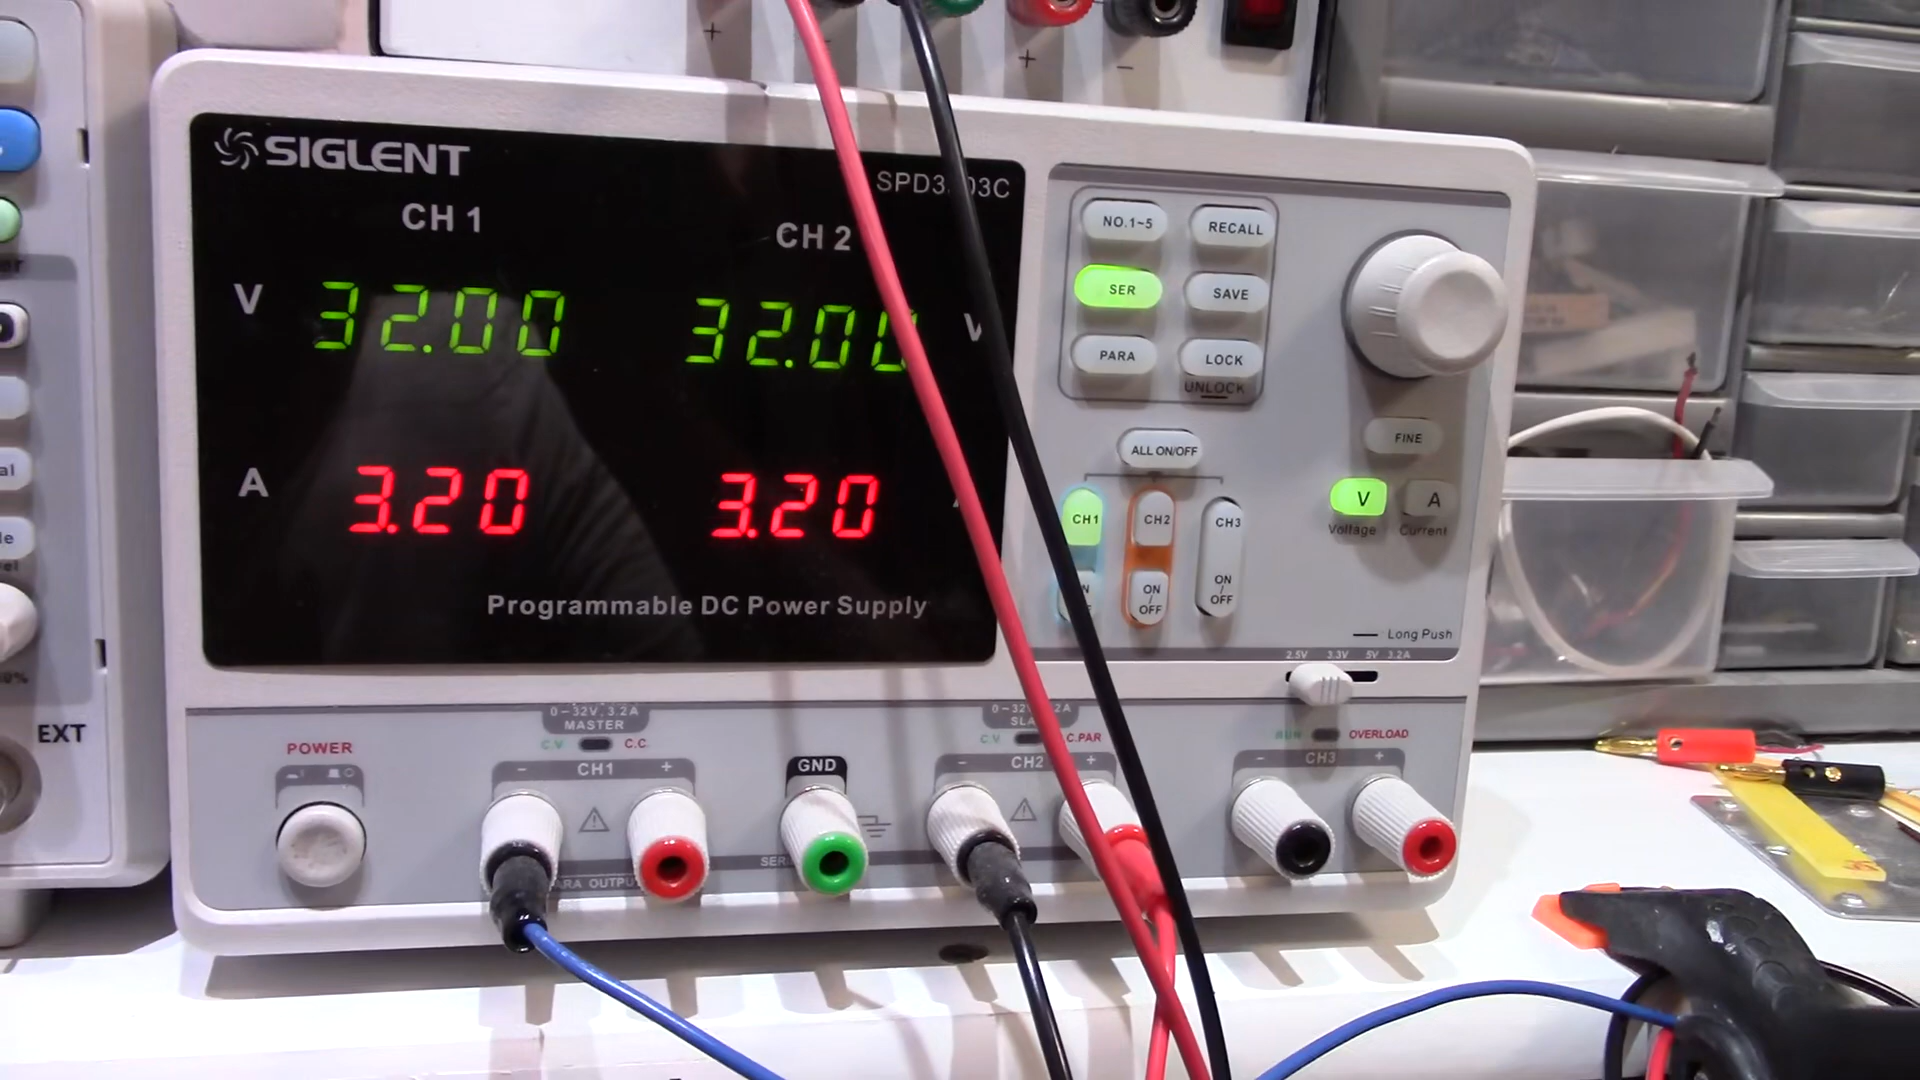 SIGLENT
CH 1
CH 2
V
32.00
32.00
A
3.20
3.20
Programmable DC Power Supply
NO.1~5
RECALL
SER
SAVE
PARA
LOCK
UNLOCK
ALL ON/OFF
FINE
CH1
CH2
CH3
V
A
Voltage
Current
ON
/
OFF
ON
/
OFF
Long Push
2.5V 3.3V 5V 3.2A
POWER
0~32V, 3.2A
MASTER
C.V
C.C.
− CH1 +
GND
C.V
C.PAR
− CH2 +
OVERLOAD
− CH3 +
EXT
+
+
−